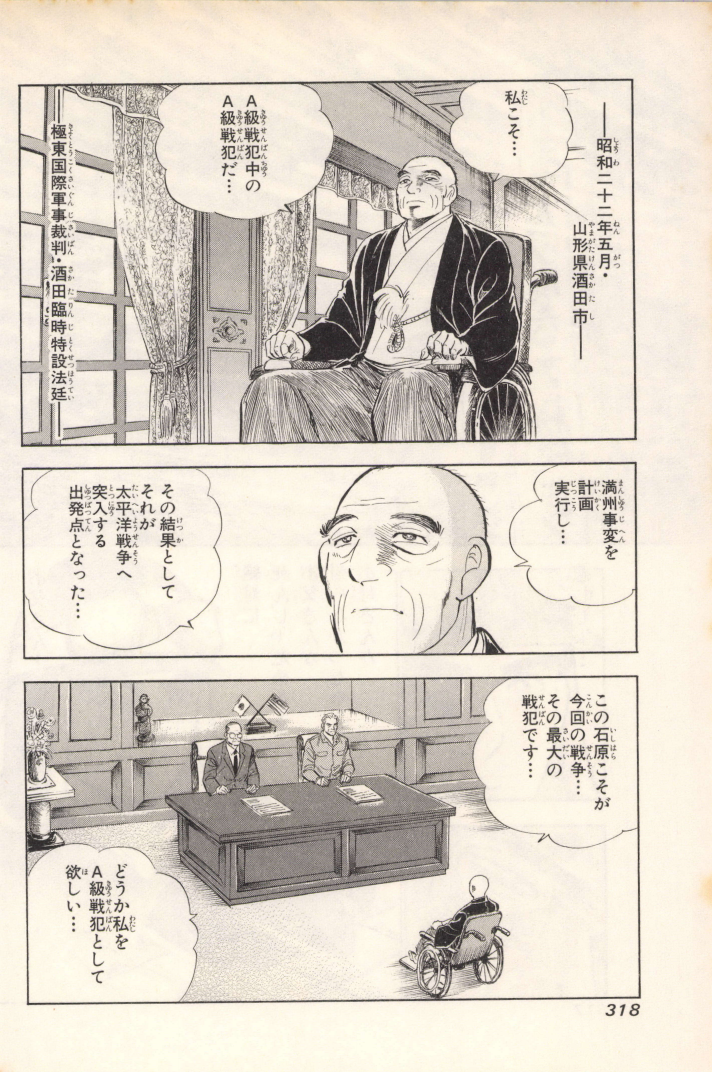 ――昭和二十二年五月・
山形県酒田市――
私こそ…
A級戦犯中の
A級戦犯だ…
――極東国際軍事裁判・酒田臨時特設法廷――
満州事変を
計画
実行し…
その結果として
それが
太平洋戦争へ
突入する
出発点となった…
この石原こそが
今回の戦争…
その最大の
戦犯です…
どうか私を
A級戦犯として
欲しい…
318